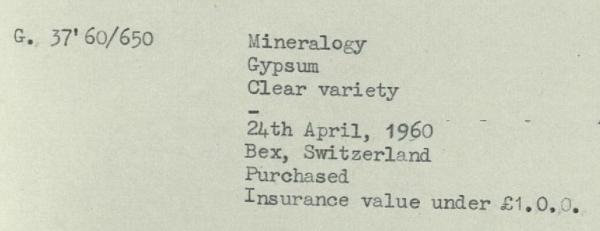 G. 37'60/650 Mineralogy
Gypsum
Clear variety
-
24th April, 1960
Bex, Switzerland
Purchased
Insurance value under £1.0.0.